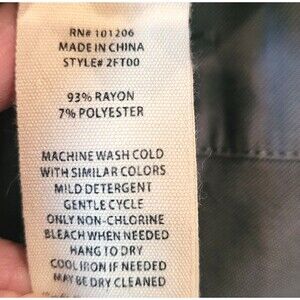 RN# 101206
MADE IN CHINA
STYLE# 2FT00
93% RAYON
7% POLYESTER
MACHINE WASH COLD
WITH SIMILAR COLORS
MILD DETERGENT
GENTLE CYCLE
ONLY NON-CHLORINE
BLEACH WHEN NEEDED
HANG TO DRY
COOL IRON IF NEEDED
MAY BE DRY CLEANED